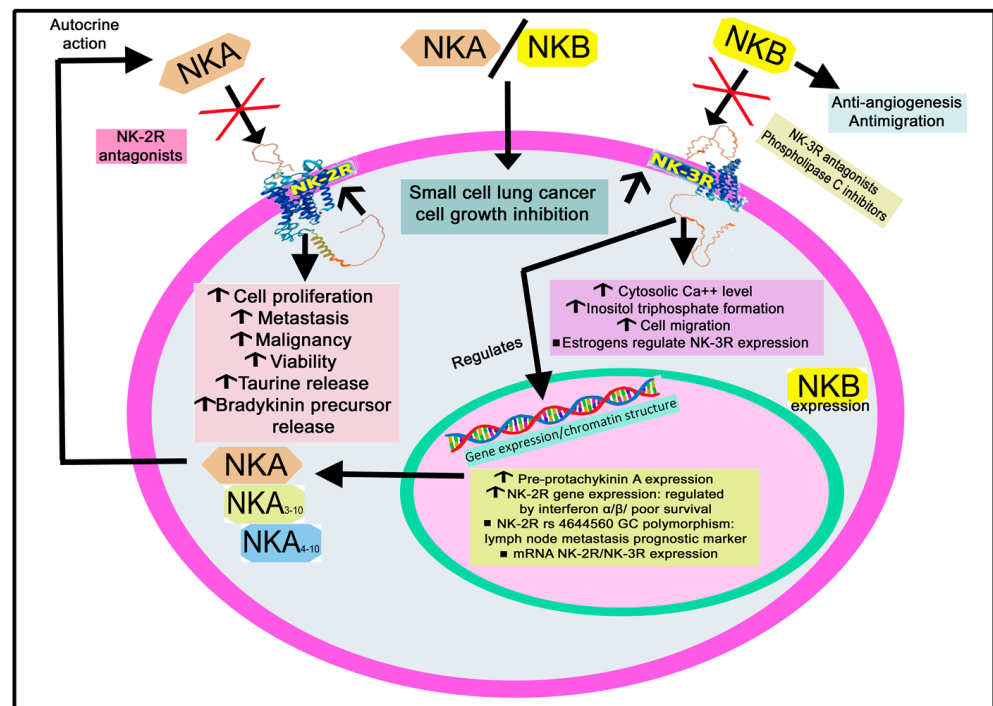 Autocrine
action
NKA
NKA
NKB
NKB
Anti-angiogenesis
Antimigration
NK-2R
antagonists
NK-3R antagonists
Phospholipase C inhibitors
NK-2R
NK-3R
Small cell lung cancer
cell growth inhibition
Cell proliferation
Metastasis
Malignancy
Viability
Taurine release
Bradykinin precursor
release
Cytosolic Ca++ level
Inositol triphosphate formation
Cell migration
■ Estrogens regulate NK-3R expression
Regulates
NKB
expression
Gene expression/chromatin structure
NKA
NKA3-10
NKA4-10
Pre-protachykinin A expression
NK-2R gene expression: regulated
by interferon α/β/ poor survival
■ NK-2R rs 4644560 GC polymorphism:
lymph node metastasis prognostic marker
■ mRNA NK-2R/NK-3R expression